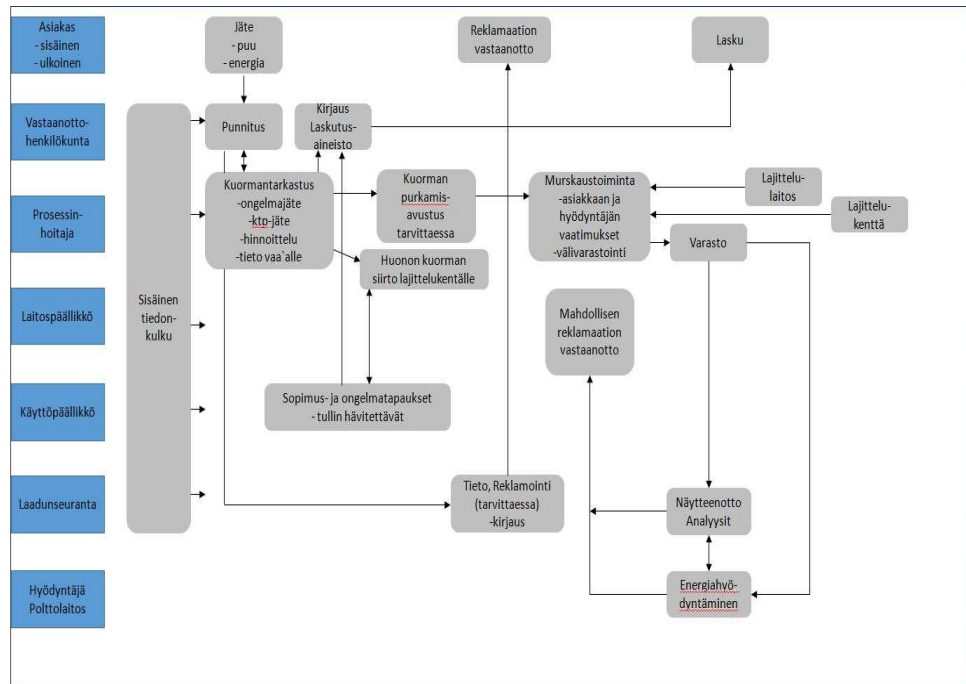 Asiakas
- sisäinen
- ulkoinen
Jäte
- puu
- energia
Reklamaation
vastaanotto
Lasku
Vastaanotto-
henkilökunta
Punnitus
Kirjaus
Laskutus-
aineisto
Prosessin-
hoitaja
Kuormantarkastus
-ongelmajäte
-ktp-jäte
-hinnoittelu
-tieto vaa`alle
Kuorman
purkamis-
avustus
tarvittaessa
Murskaustoiminta
-asiakkaan ja
hyödyntäjän
vaatimukset
-välivarastointi
Lajittelu-
laitos
Lajittelu-
kenttä
Varasto
Huonon kuorman
siirto lajittelukentälle
Sisäinen
tiedon-
kulku
Laitospäällikkö
Mahdollisen
reklamaation
vastaanotto
Käyttöpäällikkö
Sopimus- ja ongelmatapaukset
- tullin hävitettävät
Laadunseuranta
Tieto, Reklamointi
(tarvittaessa)
-kirjaus
Näytteenotto
Analyysit
Hyödyntäjä
Polttolaitos
Energiahyö-
dyntäminen